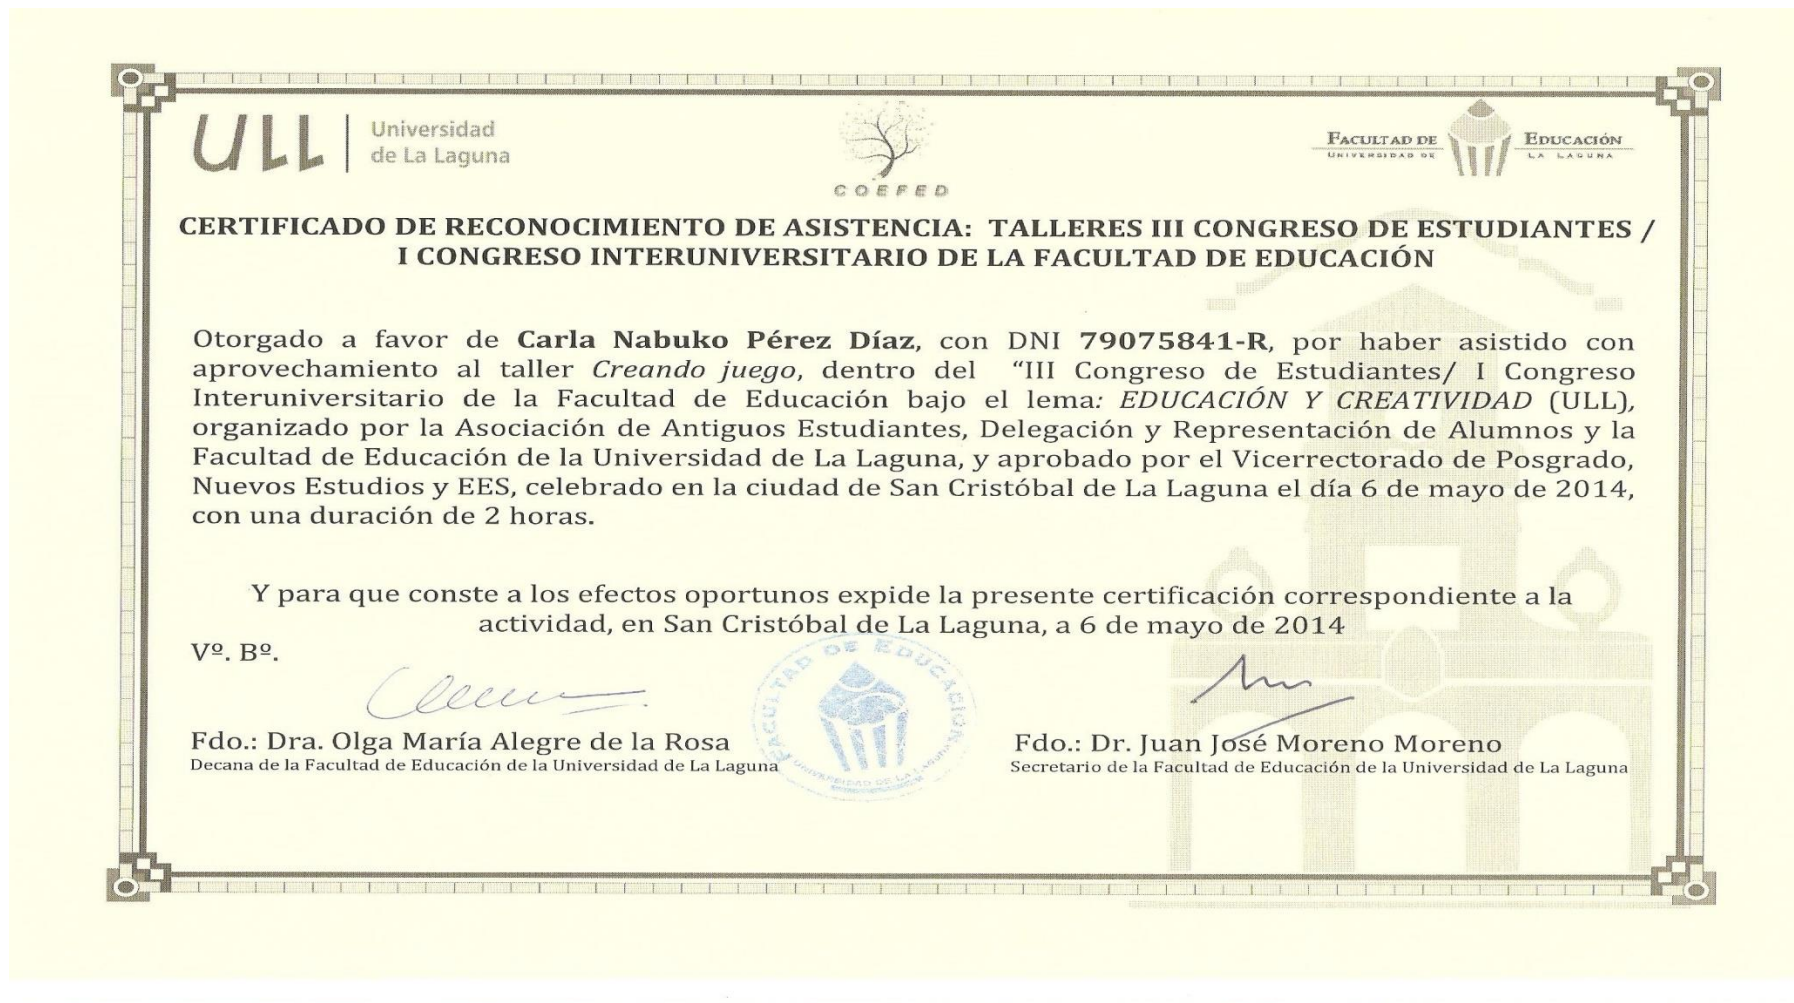 ULL
Universidad
de La Laguna
COEFED
FACULTAD DE EDUCACIÓN
UNIVERSIDAD DE LA LAGUNA
CERTIFICADO DE RECONOCIMIENTO DE ASISTENCIA: TALLERES III CONGRESO DE ESTUDIANTES /
I CONGRESO INTERUNIVERSITARIO DE LA FACULTAD DE EDUCACIÓN
Otorgado a favor de Carla Nabuko Pérez Díaz, con DNI 79075841-R, por haber asistido con
aprovechamiento al taller Creando juego, dentro del “III Congreso de Estudiantes/ I Congreso
Interuniversitario de la Facultad de Educación bajo el lema: EDUCACIÓN Y CREATIVIDAD (ULL),
organizado por la Asociación de Antiguos Estudiantes, Delegación y Representación de Alumnos y la
Facultad de Educación de la Universidad de La Laguna, y aprobado por el Vicerrectorado de Posgrado,
Nuevos Estudios y EES, celebrado en la ciudad de San Cristóbal de La Laguna el día 6 de mayo de 2014,
con una duración de 2 horas.
Y para que conste a los efectos oportunos expide la presente certificación correspondiente a la
actividad, en San Cristóbal de La Laguna, a 6 de mayo de 2014
Vº. Bº.
FACULTAD DE EDUCACIÓN
UNIVERSIDAD DE LA LAGUNA
Fdo.: Dra. Olga María Alegre de la Rosa
Decana de la Facultad de Educación de la Universidad de La Laguna
Fdo.: Dr. Juan José Moreno Moreno
Secretario de la Facultad de Educación de la Universidad de La Laguna